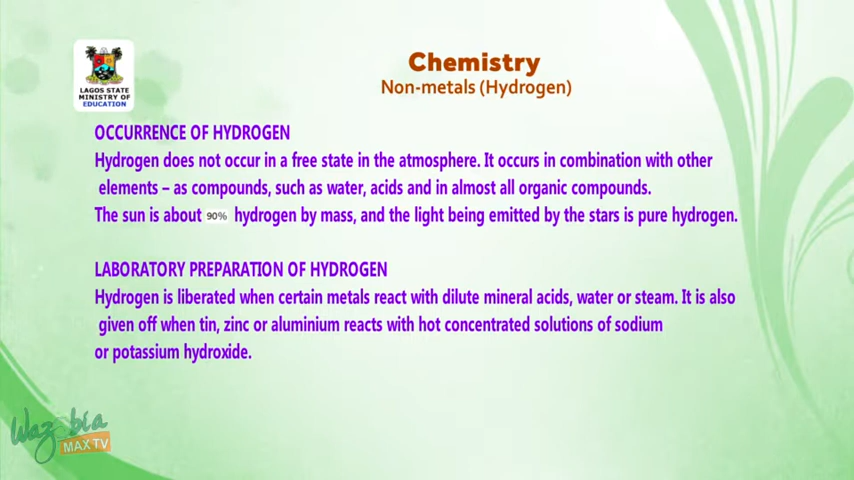 LAGOS STATE
MINISTRY OF
EDUCATION
Chemistry
Non-metals (Hydrogen)
OCCURRENCE OF HYDROGEN
Hydrogen does not occur in a free state in the atmosphere. It occurs in combination with other
elements – as compounds, such as water, acids and in almost all organic compounds.
The sun is about 90% hydrogen by mass, and the light being emitted by the stars is pure hydrogen.
LABORATORY PREPARATION OF HYDROGEN
Hydrogen is liberated when certain metals react with dilute mineral acids, water or steam. It is also
given off when tin, zinc or aluminium reacts with hot concentrated solutions of sodium
or potassium hydroxide.
Wazobia
MAX TV